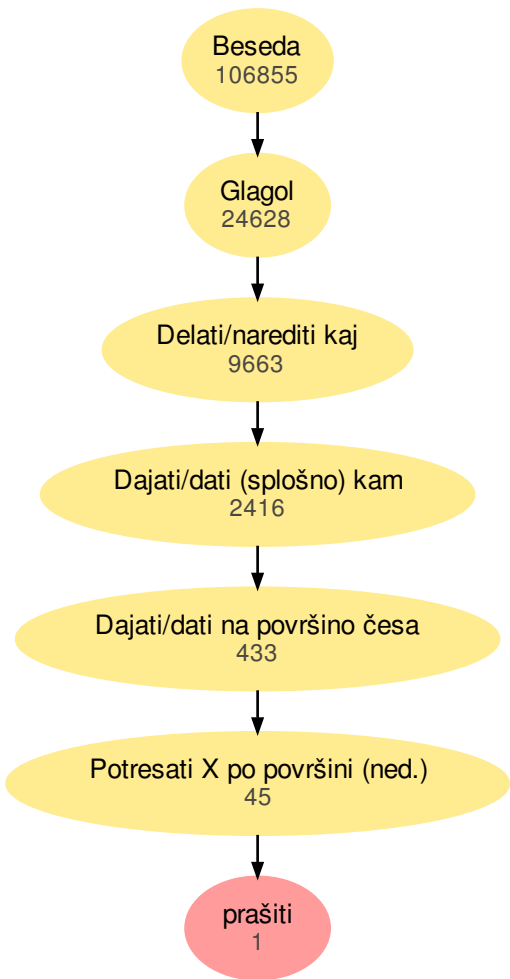 Beseda
106855
Glagol
24628
Delati/narediti kaj
9663
Dajati/dati (splošno) kam
2416
Dajati/dati na površino česa
433
Potresati X po površini (ned.)
45
prašiti
1